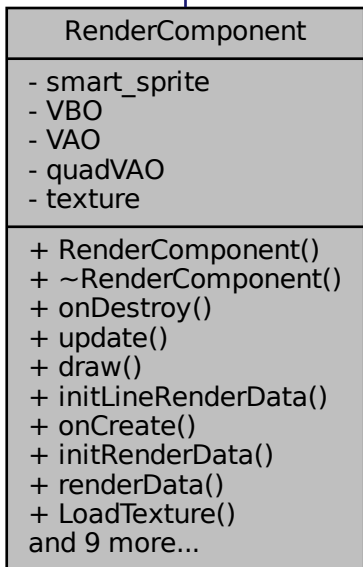 RenderComponent
- smart_sprite
- VBO
- VAO
- quadVAO
- texture
+ RenderComponent()
+ ~RenderComponent()
+ onDestroy()
+ update()
+ draw()
+ initLineRenderData()
+ onCreate()
+ initRenderData()
+ renderData()
+ LoadTexture()
and 9 more...